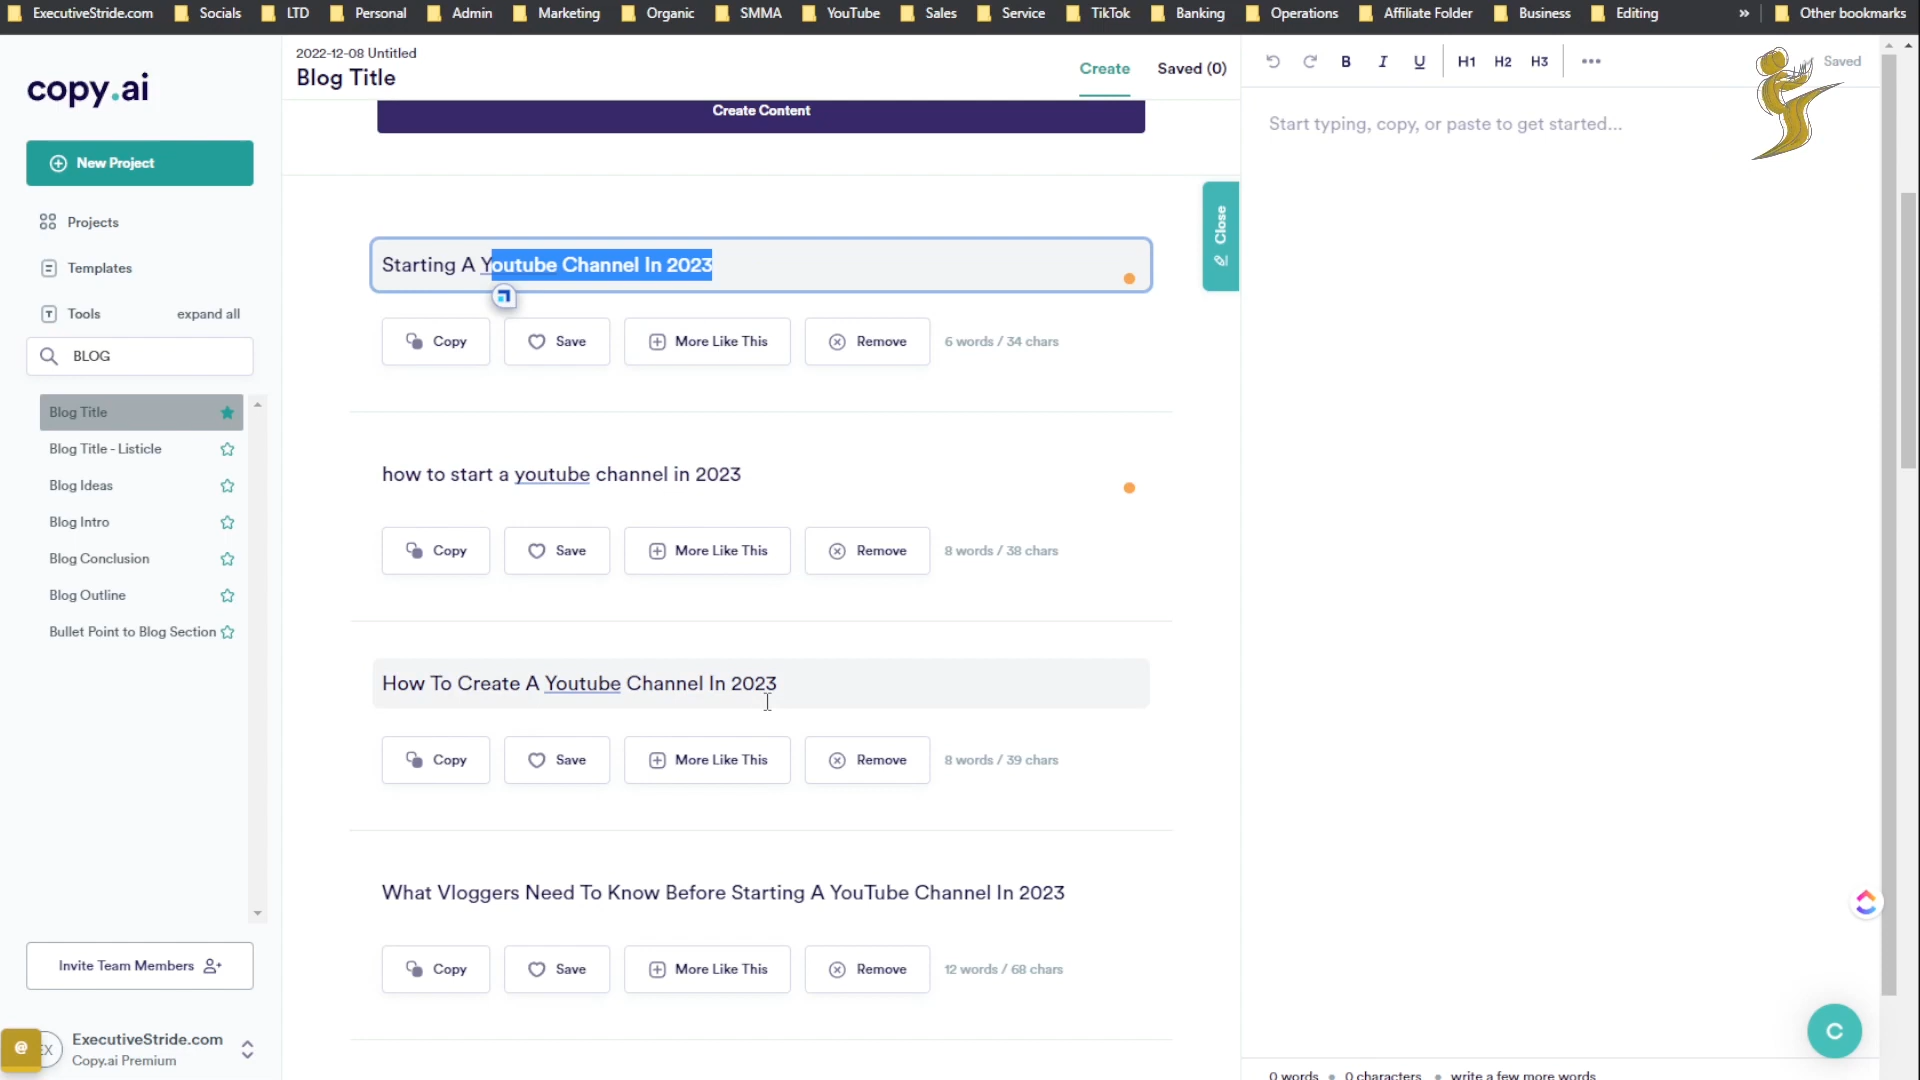 ExecutiveStride.com Socials LTD Personal Admin Marketing Organic SMMA YouTube Sales Service TikTok Banking Operations Affiliate Folder Business Editing » Other bookmarks
copy.ai
New Project
Projects
Templates
Tools expand all
BLOG
Blog Title
Blog Title - Listicle
Blog Ideas
Blog Intro
Blog Conclusion
Blog Outline
Bullet Point to Blog Section
Invite Team Members
@ EX ExecutiveStride.com
Copy.ai Premium
2022-12-08 Untitled
Blog Title
Create Saved (0)
Create Content
Starting A Youtube Channel In 2023
Copy Save More Like This Remove 6 words / 34 chars
how to start a youtube channel in 2023
Copy Save More Like This Remove 8 words / 38 chars
How To Create A Youtube Channel In 2023
Copy Save More Like This Remove 8 words / 39 chars
What Vloggers Need To Know Before Starting A YouTube Channel In 2023
Copy Save More Like This Remove 12 words / 68 chars
Close
B I U H1 H2 H3 ••• Saved
Start typing, copy, or paste to get started...
C
0 words • 0 characters • write a few more words